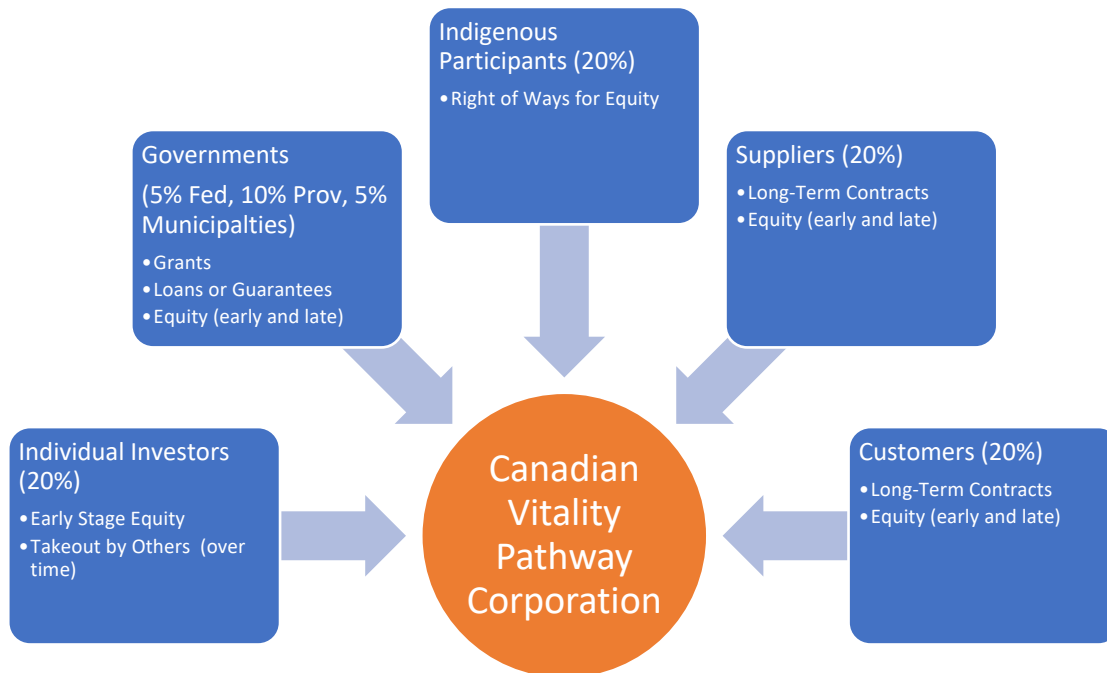 Indigenous
Participants (20%)
•Right of Ways for Equity
Governments
(5% Fed, 10% Prov, 5%
Municipalties)
•Grants
•Loans or Guarantees
•Equity (early and late)
Suppliers (20%)
•Long-Term Contracts
•Equity (early and late)
Individual Investors
(20%)
•Early Stage Equity
•Takeout by Others (over
time)
Customers (20%)
•Long-Term Contracts
•Equity (early and late)
Canadian
Vitality
Pathway
Corporation